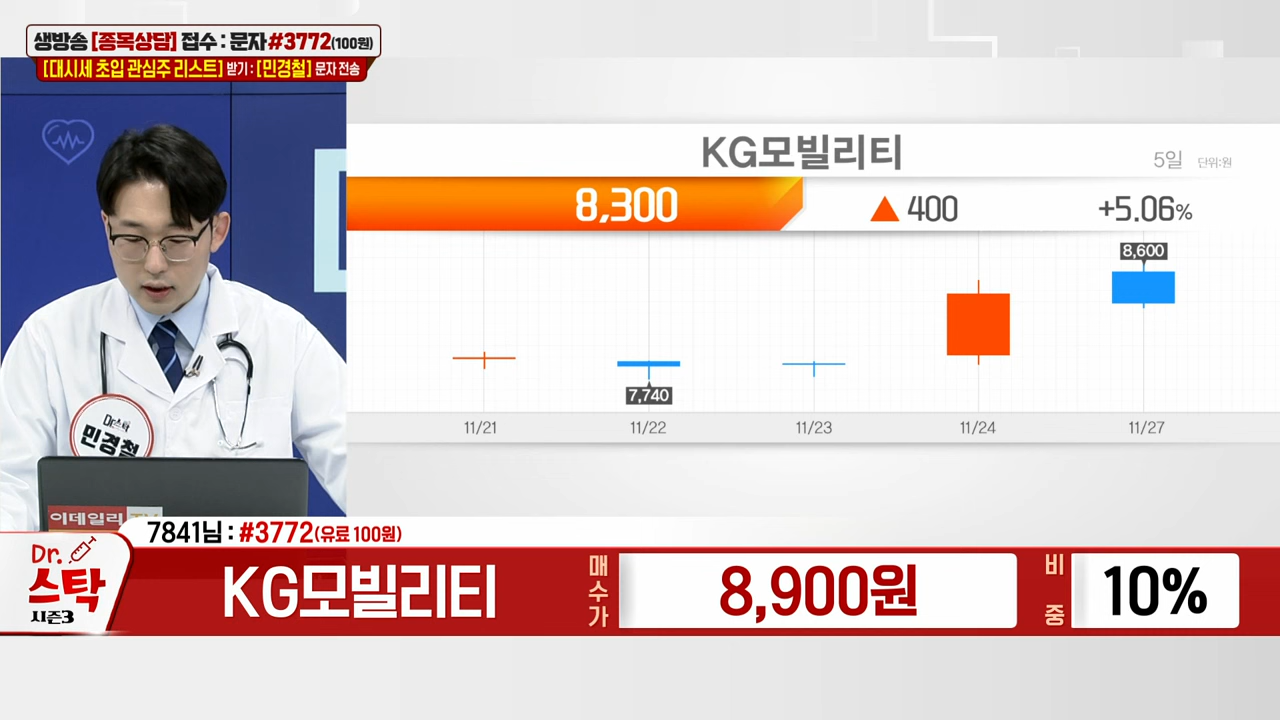 생방송 [종목상담] 접수 : 문자#3772(100원)
[대시세 초입 관심주 리스트] 받기 : [민경철] 문자 전송
KG모빌리티
5일 단위:원
8,300 ▲ 400 +5.06%
8,600
7,740
11/21 11/22 11/23 11/24 11/27
Dr.스탁
민경철
이데일리 TV
7841님 : #3772(유료 100원)
Dr.
스탁
시즌3
KG모빌리티
매수가
8,900원
비중
10%